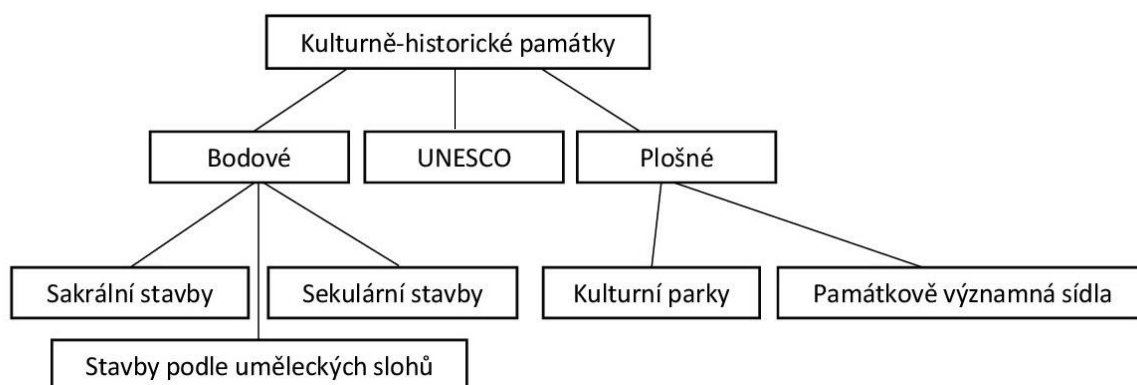 Kulturně-historické památky
Bodové
UNESCO
Plošné
Sakrální stavby
Sekulární stavby
Kulturní parky
Památkově významná sídla
Stavby podle uměleckých slohů